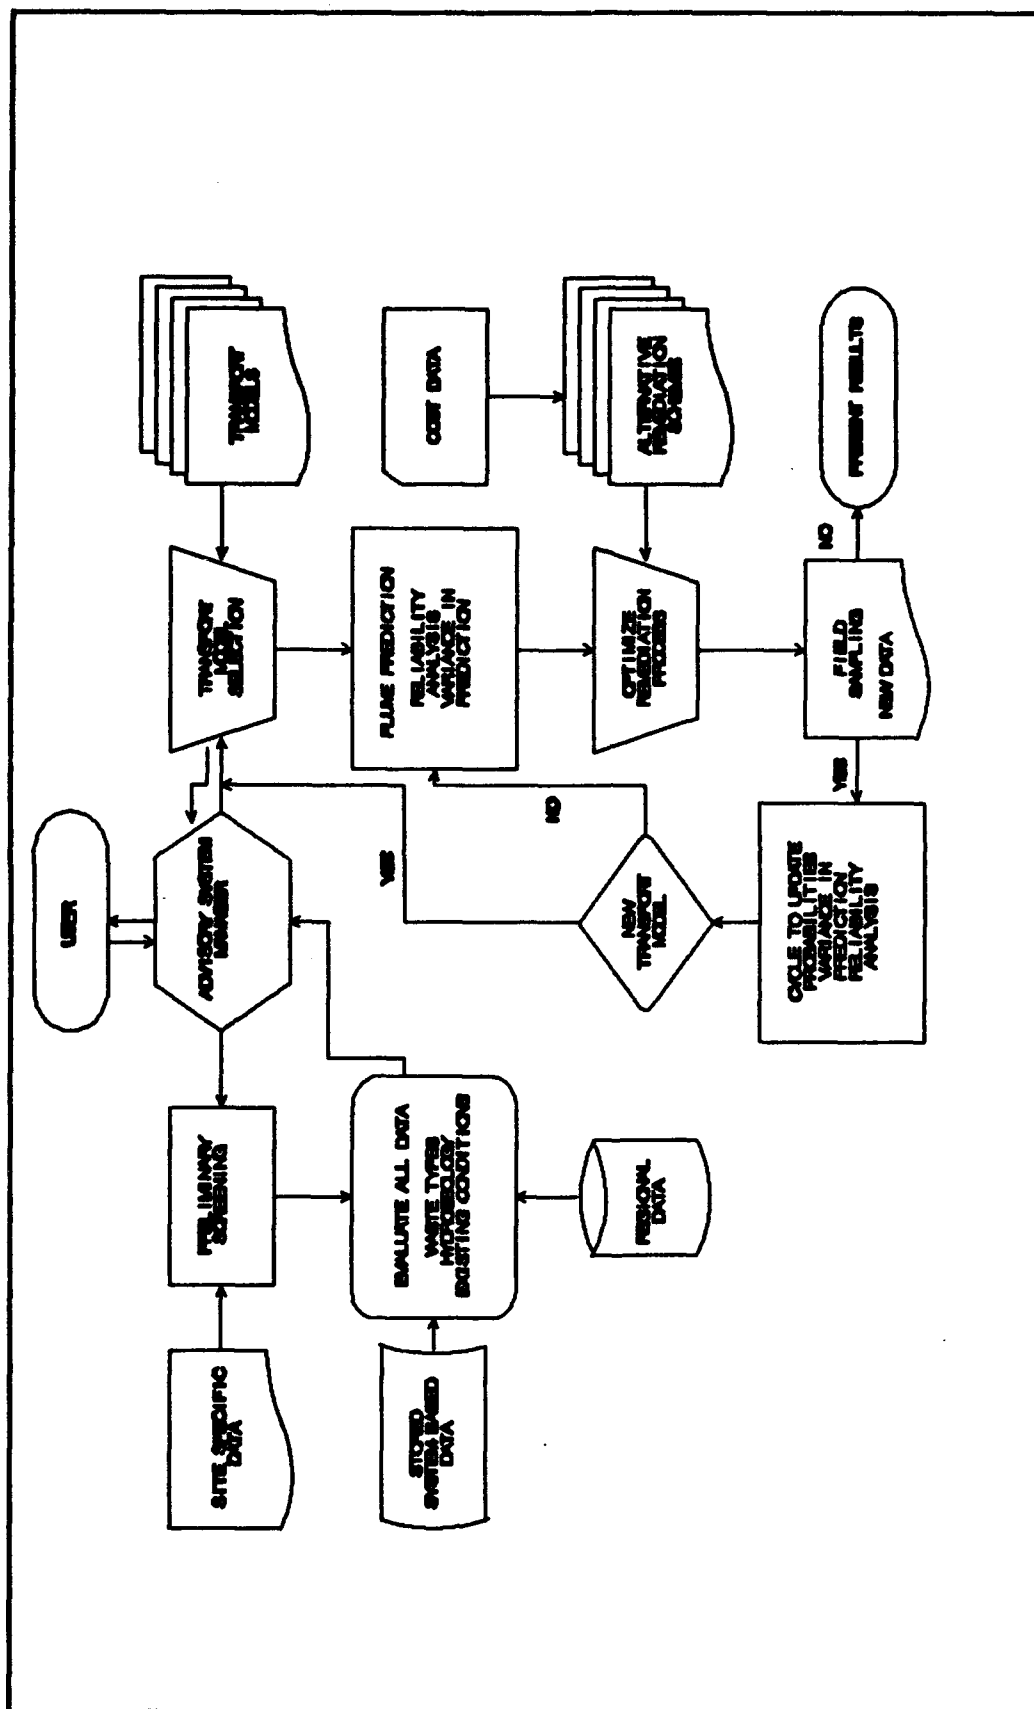 USER
SITE SPECIFIC
DATA
PRELIMINARY
SCREENING
ADVISORY SYSTEM
MANAGER
TRANSPORT
MODEL
SELECTION
TRANSPORT
MODELS
STORED
SYSTEM-BASED
DATA
EVALUATE ALL DATA
WASTE TYPES
HYDROGEOLOGY
EXISTING CONDITIONS
YES
PLUME PREDICTION
RELIABILITY
ANALYSIS
VARIANCE IN
PREDICTION
COST DATA
NO
REGIONAL
DATA
NEW
TRANSPORT
MODEL
OPTIMIZE
REMEDIATION
PROCESS
ALTERNATIVE
REMEDIATION
SCHEMES
CYCLE TO UPDATE
PROBABILITIES
VARIANCE IN
PREDICTION
RELIABILITY
ANALYSIS
YES
FIELD
SAMPLING
NEW DATA
NO
PRESENT RESULTS